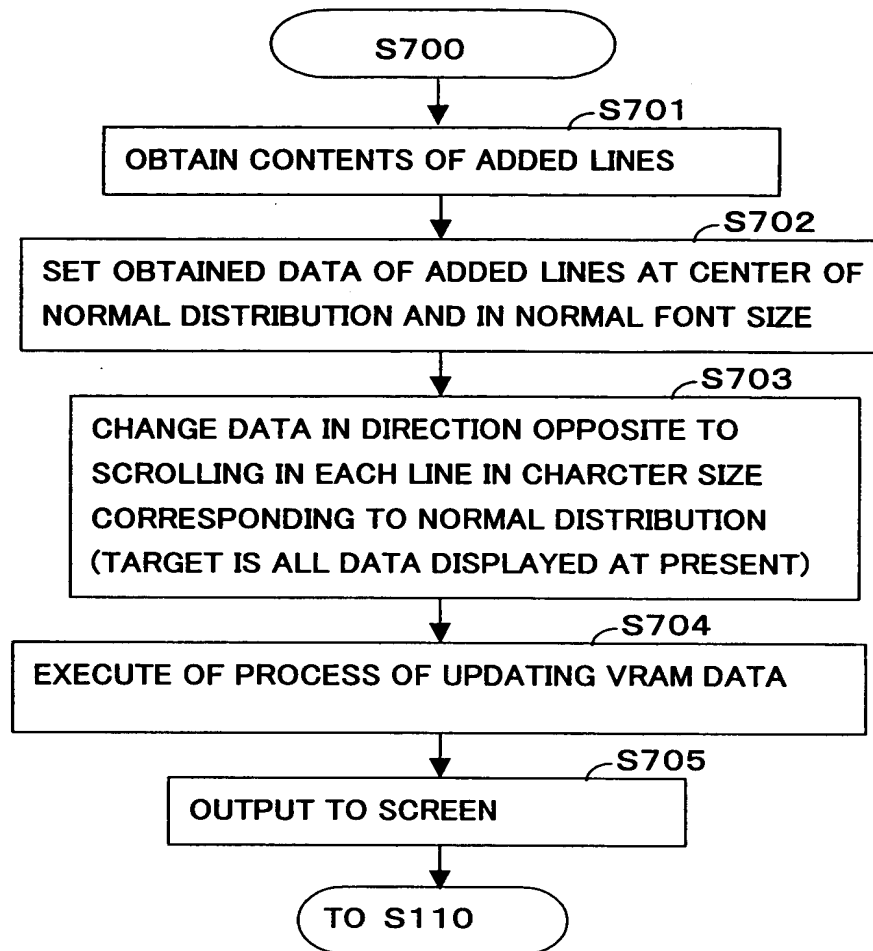 S700
S701
OBTAIN CONTENTS OF ADDED LINES
S702
SET OBTAINED DATA OF ADDED LINES AT CENTER OF
NORMAL DISTRIBUTION AND IN NORMAL FONT SIZE
S703
CHANGE DATA IN DIRECTION OPPOSITE TO
SCROLLING IN EACH LINE IN CHARCTER SIZE
CORRESPONDING TO NORMAL DISTRIBUTION
(TARGET IS ALL DATA DISPLAYED AT PRESENT)
S704
EXECUTE OF PROCESS OF UPDATING VRAM DATA
S705
OUTPUT TO SCREEN
TO S110